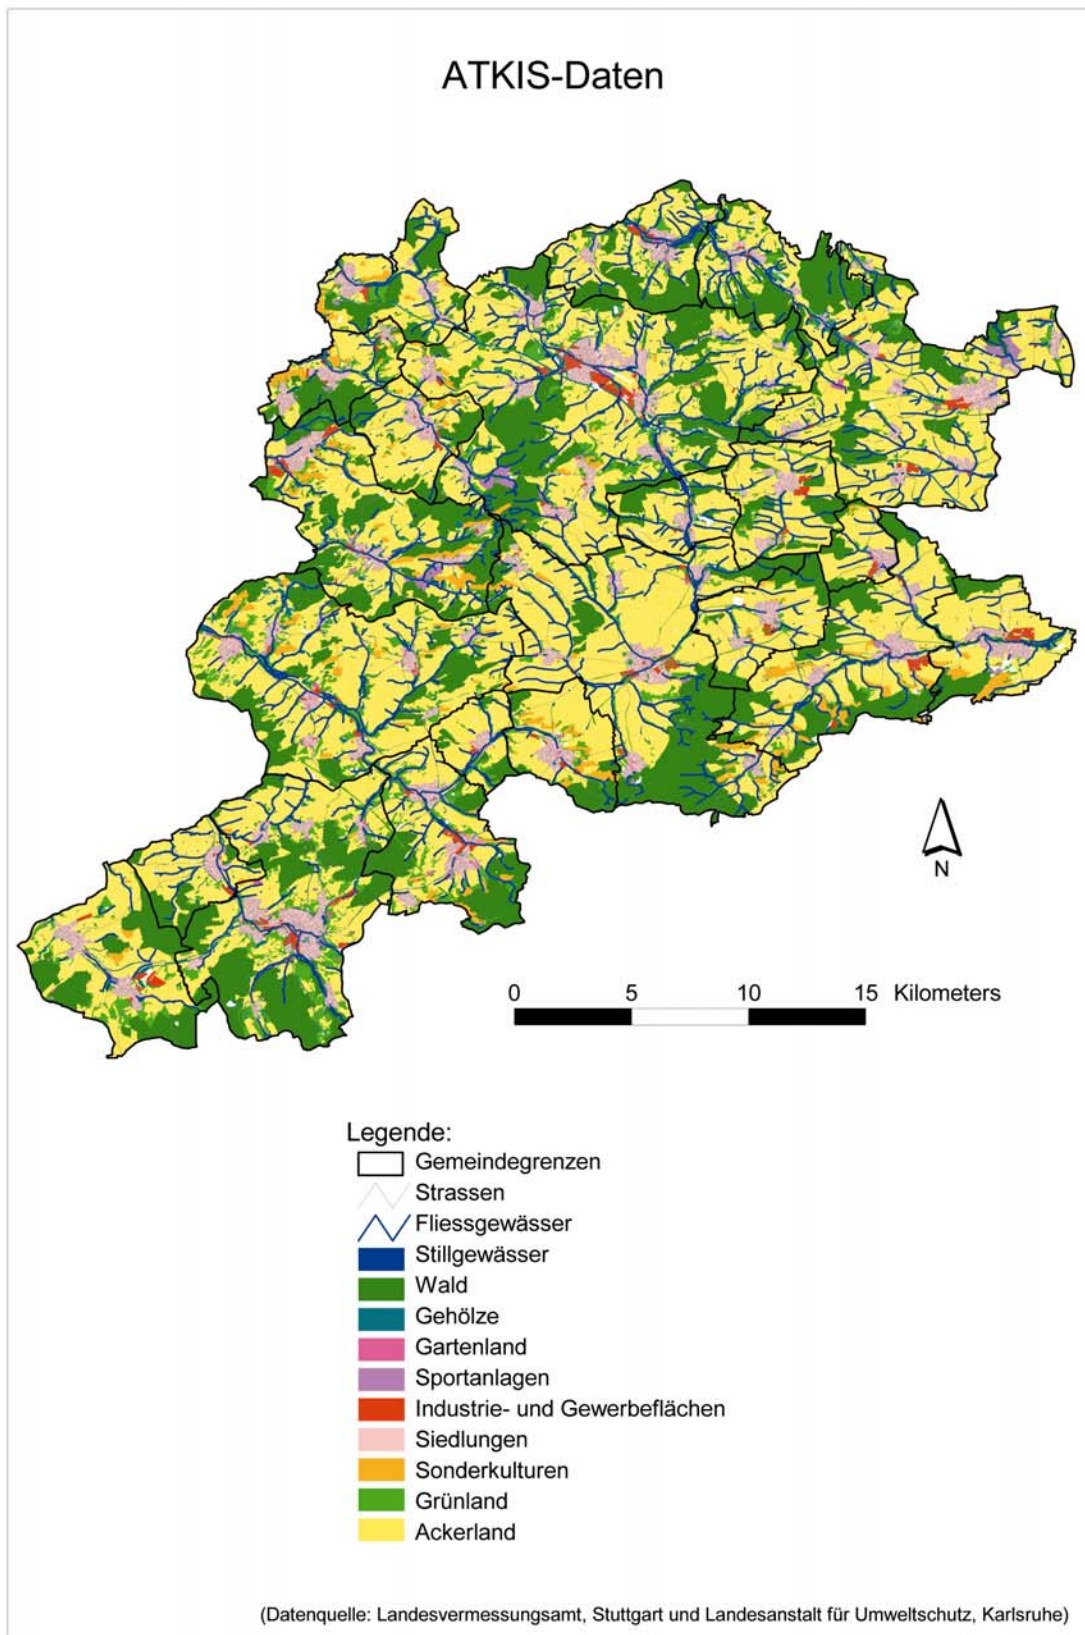 ATKIS-Daten
N
0 5 10 15 Kilometers
Legende:
Gemeindegrenzen
Strassen
Fliessgewässer
Stillgewässer
Wald
Gehölze
Gartenland
Sportanlagen
Industrie- und Gewerbeflächen
Siedlungen
Sonderkulturen
Grünland
Ackerland
(Datenquelle: Landesvermessungsamt, Stuttgart und Landesanstalt für Umweltschutz, Karlsruhe)